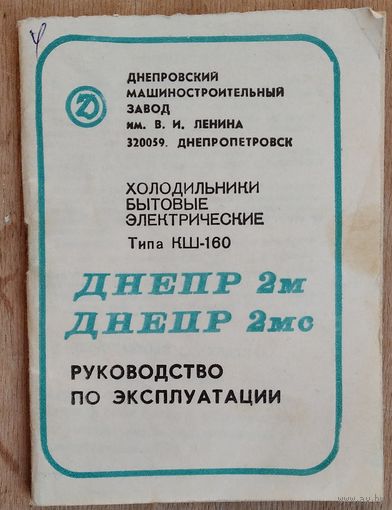 ДНЕПРОВСКИЙ
МАШИНОСТРОИТЕЛЬНЫЙ
ЗАВОД
им. В. И. ЛЕНИНА
320059. ДНЕПРОПЕТРОВСК
ХОЛОДИЛЬНИКИ
БЫТОВЫЕ
ЭЛЕКТРИЧЕСКИЕ
Типа КШ-160
ДНЕПР 2м
ДНЕПР 2мс
РУКОВОДСТВО
ПО ЭКСПЛУАТАЦИИ